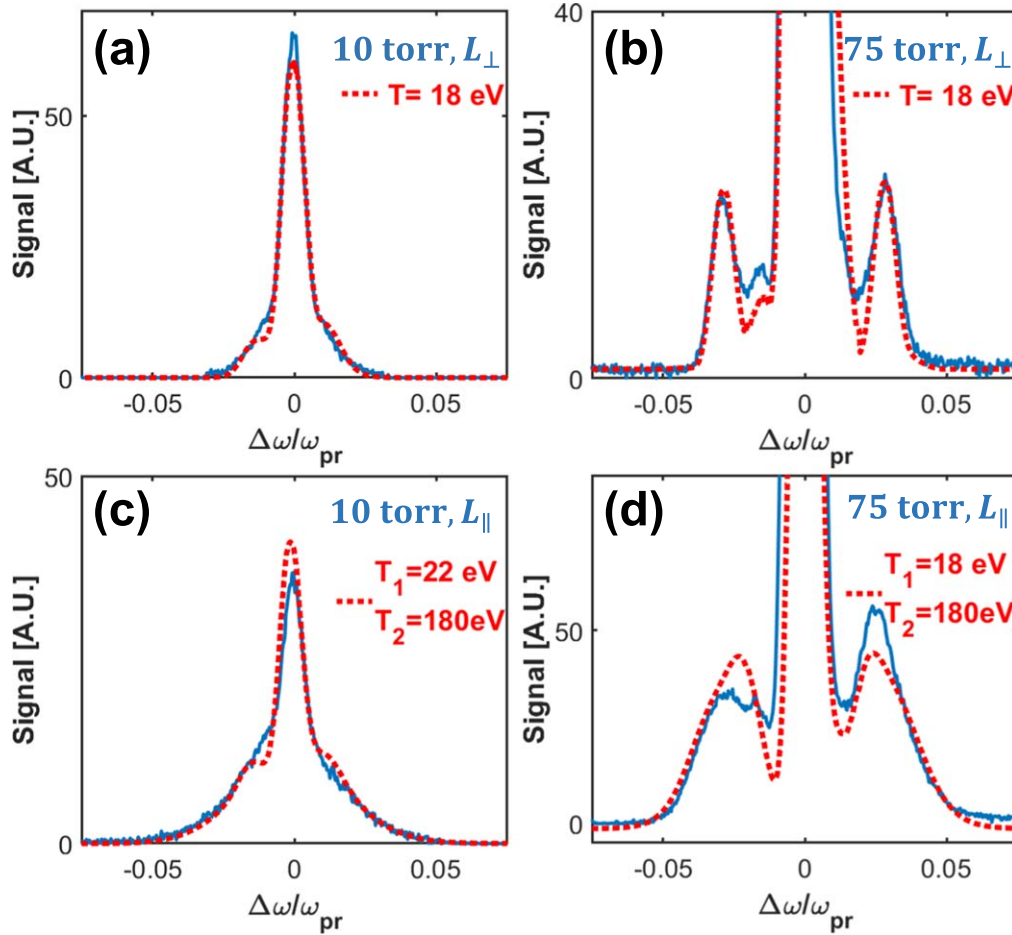 (a)
10 torr, L⊥
T= 18 eV
Signal [A.U.]
50
0
-0.05 0 0.05
Δω/ωpr
(b)
75 torr, L⊥
T= 18 eV
Signal [A.U.]
40
0
-0.05 0 0.05
Δω/ωpr
(c)
10 torr, L∥
T1=22 eV
T2=180eV
Signal [A.U.]
50
0
-0.05 0 0.05
Δω/ωpr
(d)
75 torr, L∥
T1=18 eV
T2=180eV
Signal [A.U.]
50
0
-0.05 0 0.05
Δω/ωpr